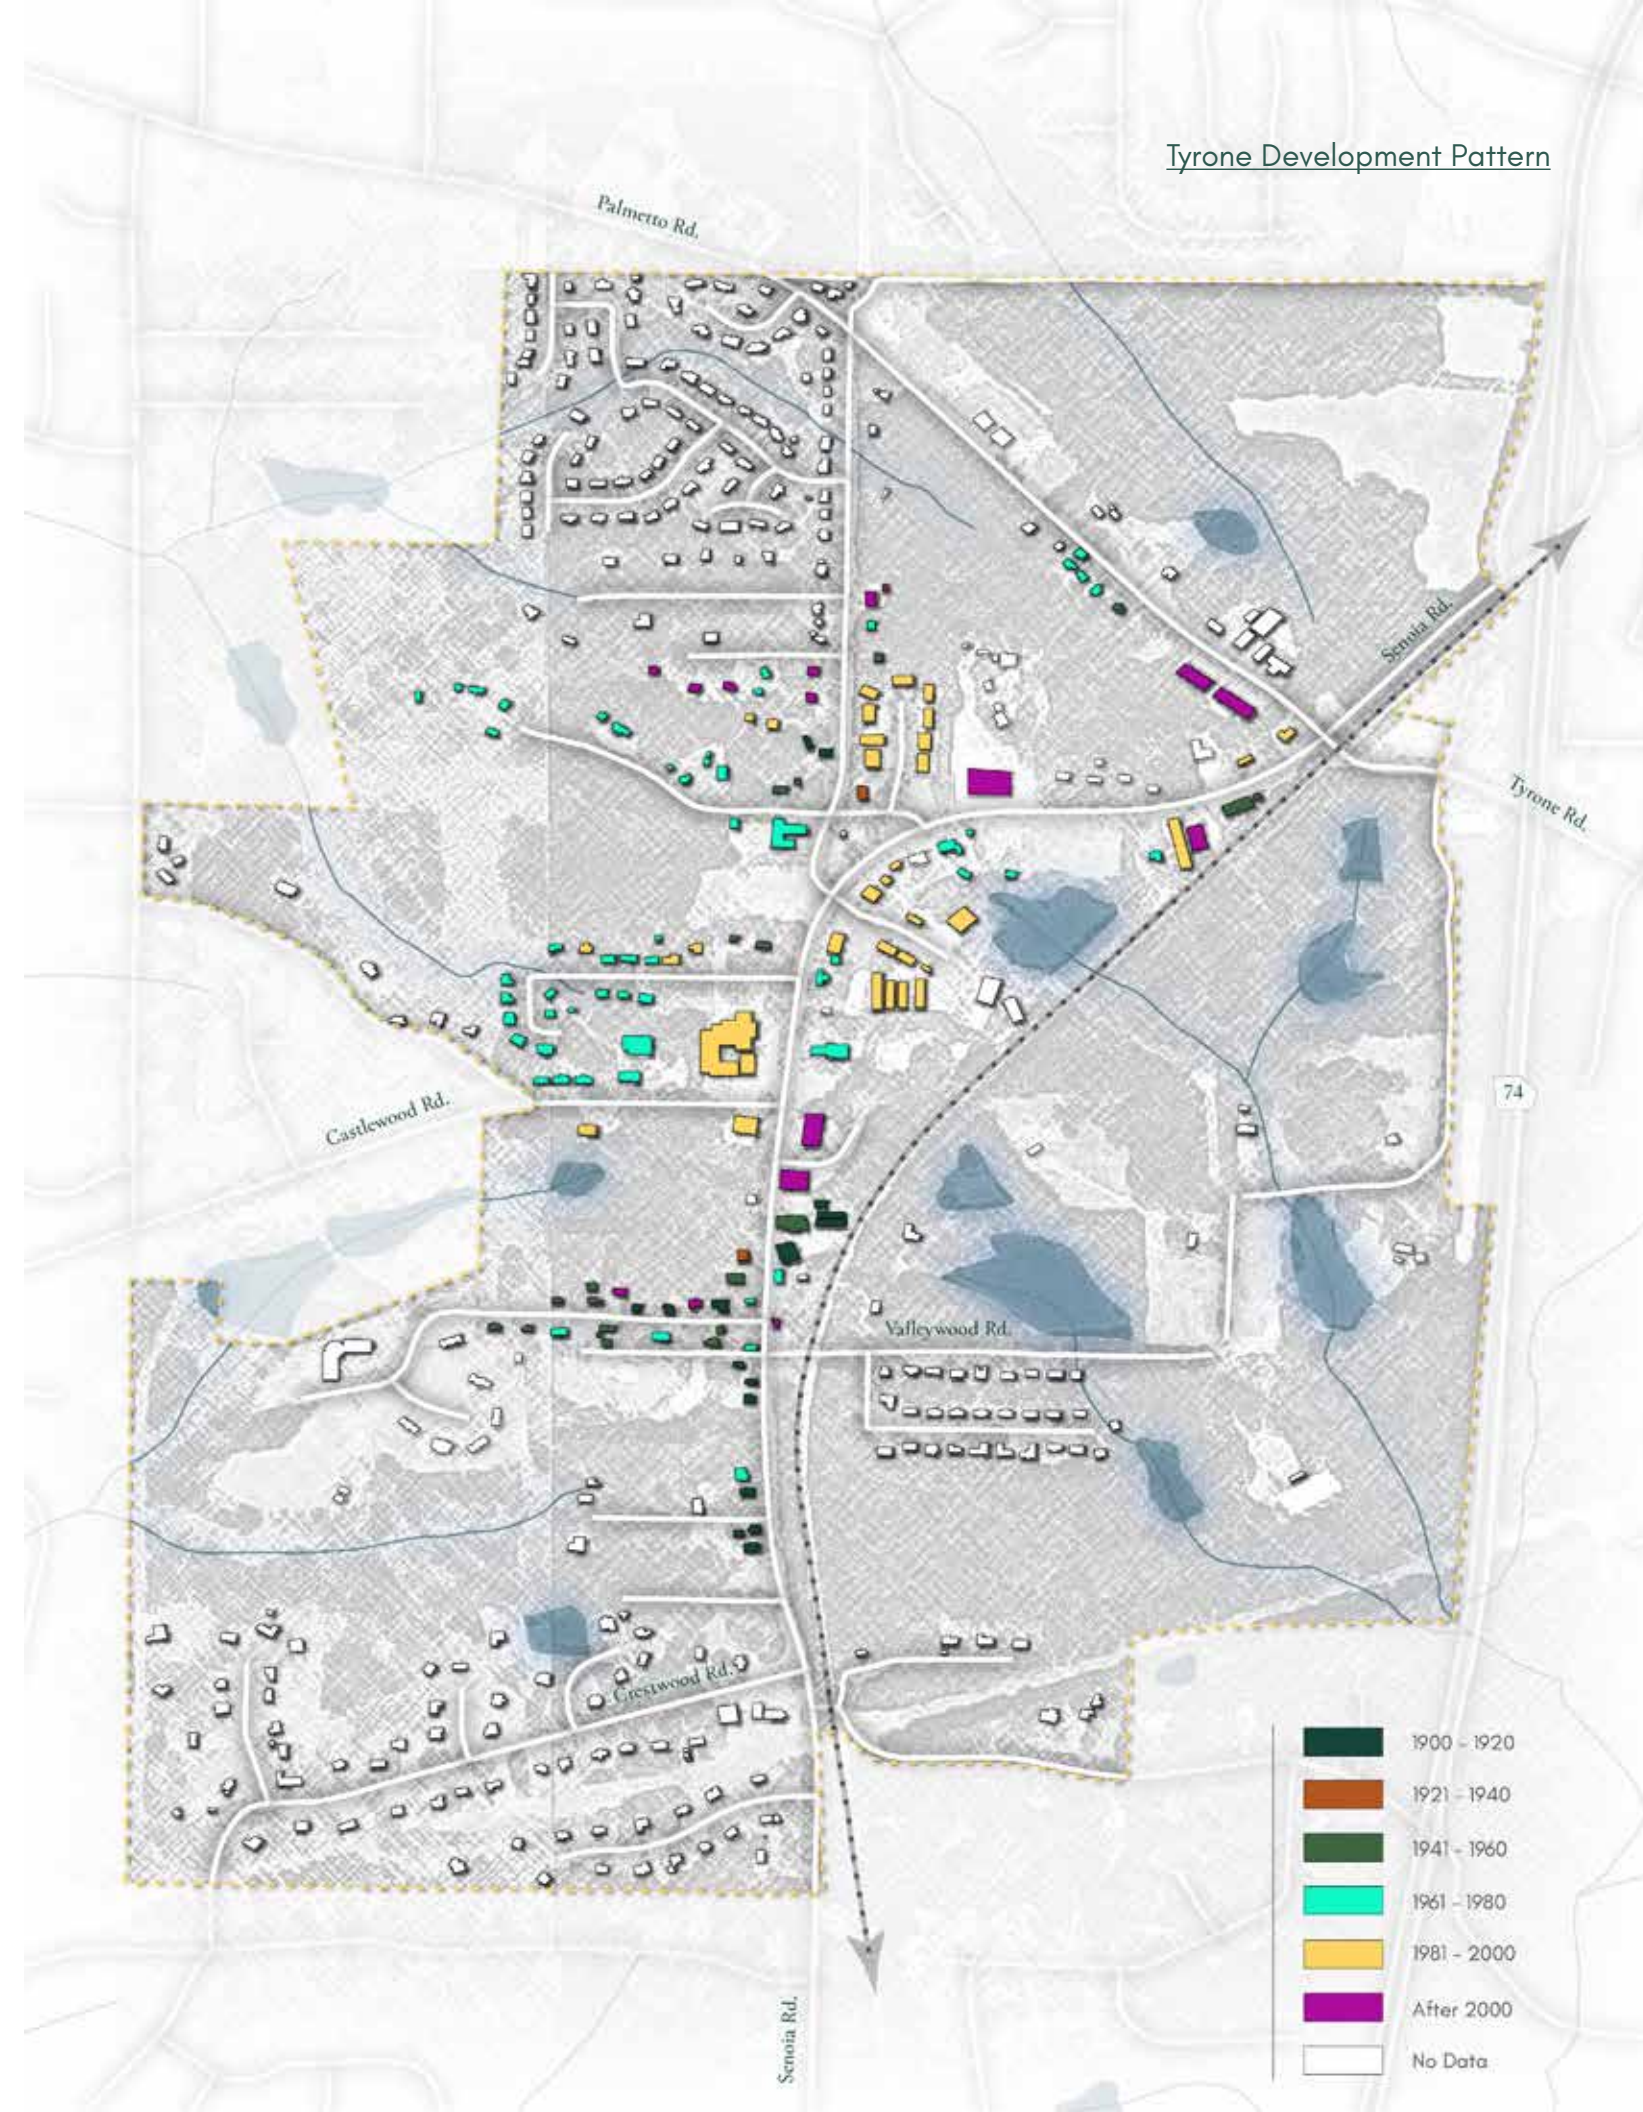 Tyrone Development Pattern
Palmetto Rd.
Senoia Rd.
Tyrone Rd.
74
Castlewood Rd.
Valleywood Rd.
Crestwood Rd.
1900 - 1920
1921 - 1940
1941 - 1960
1961 - 1980
1981 - 2000
After 2000
No Data
Senoia Rd.